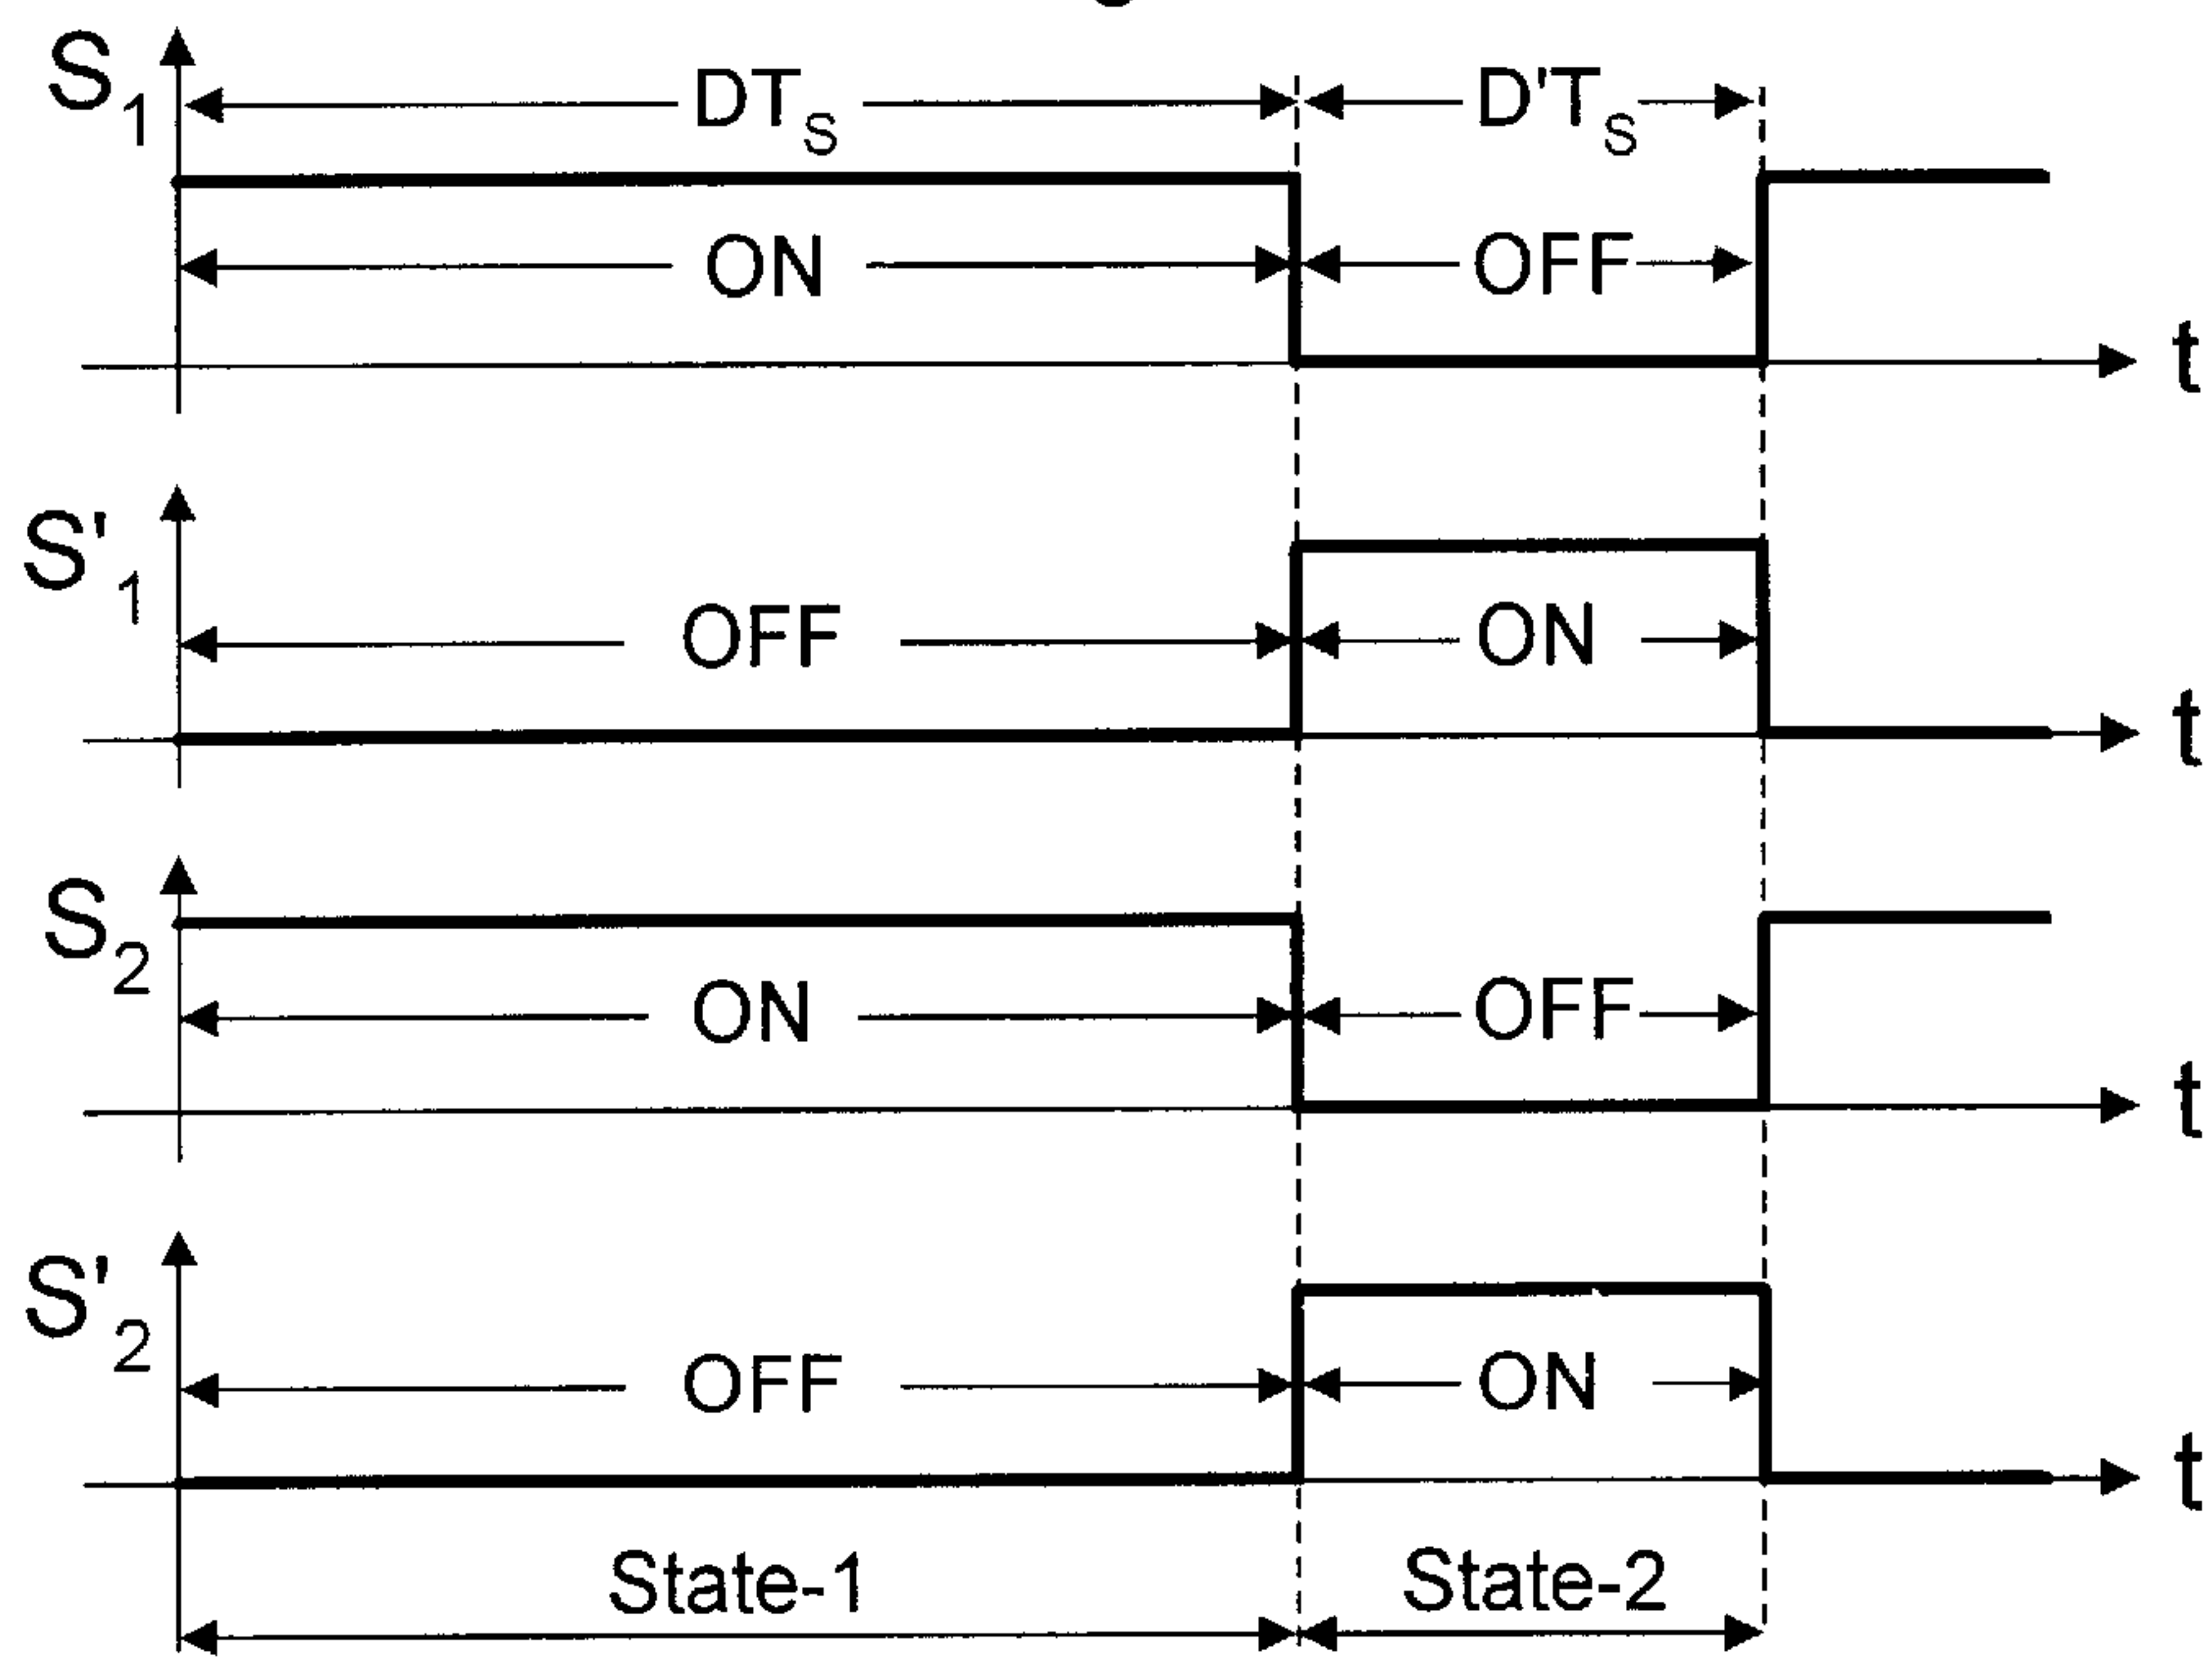 S1 DTS D'TS
ON OFF
t
S'1
OFF ON
t
S2
ON OFF
t
S'2
OFF ON
t
State-1 State-2